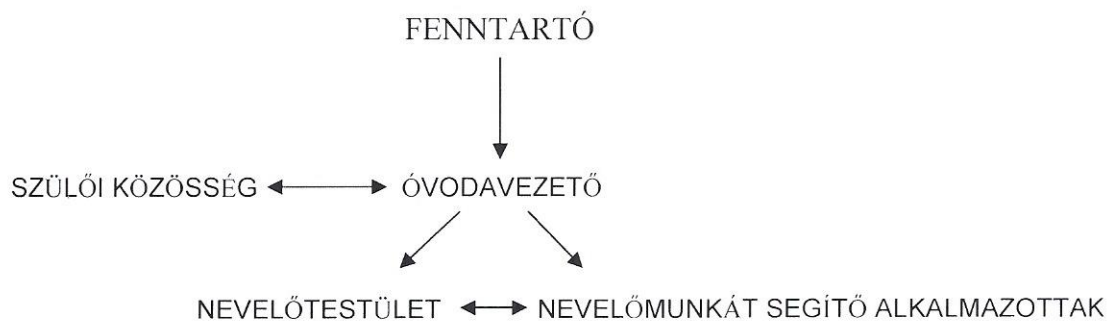 FENNTARTÓ
SZÜLŐI KÖZÖSSÉG ÓVODAVEZETŐ
NEVELŐTESTÜLET NEVELŐMUNKÁT SEGÍTŐ ALKALMAZOTTAK